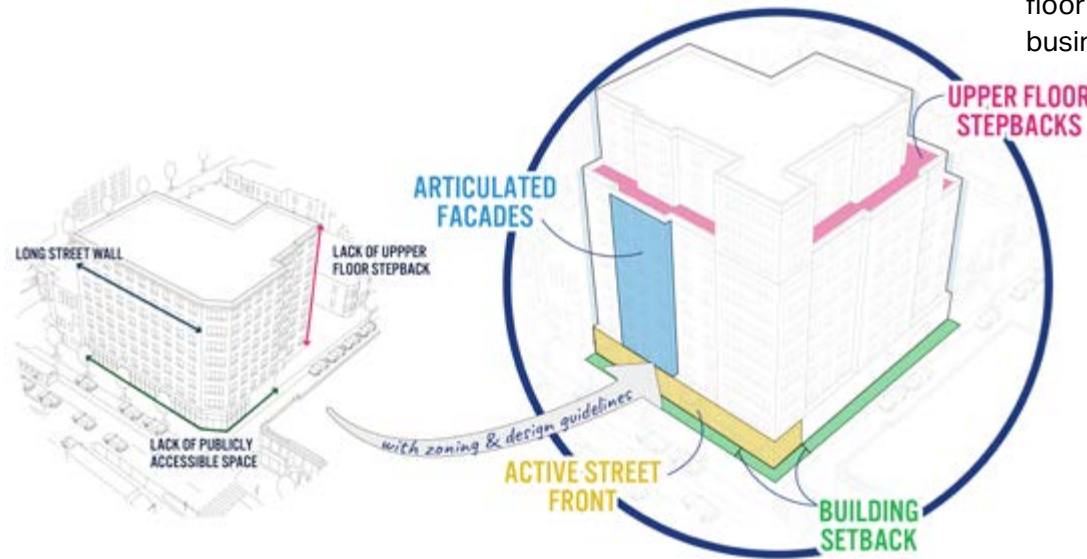 floor
busin
UPPER FLOOR
STEPBACKS
ARTICULATED
FACADES
LONG STREET WALL
LACK OF UPPPER
FLOOR STEPBACK
with zoning & design guidelines
LACK OF PUBLICLY
ACCESSIBLE SPACE
ACTIVE STREET
FRONT
BUILDING
SETBACK